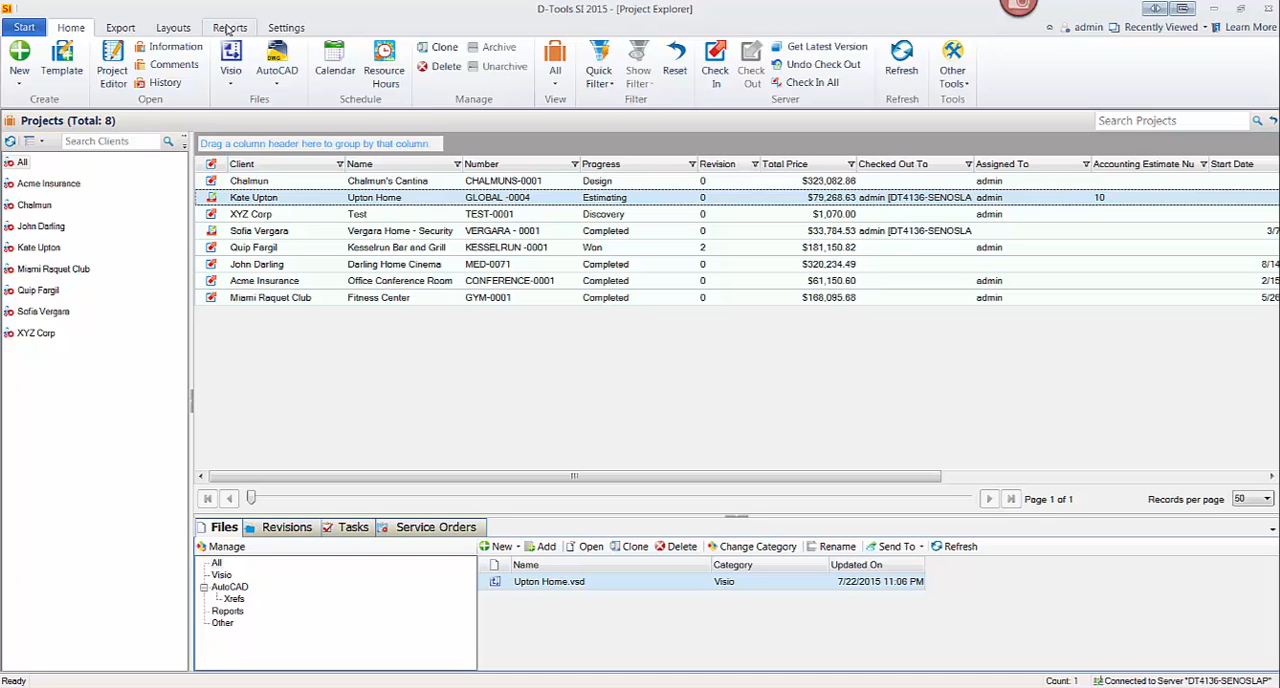 SI D-Tools SI 2015 - [Project Explorer]
Start Home Export Layouts Reports Settings admin Recently Viewed Learn More
New Template Project Editor Information Comments History Visio AutoCAD Calendar Resource Hours Clone Delete Archive Unarchive All Quick Filter Show Filter Reset Check In Check Out Get Latest Version Undo Check Out Check In All Refresh Other Tools
Create Open Files Schedule Manage View Filter Server Refresh Tools
Projects (Total: 8) Search Projects
Search Clients Drag a column header here to group by that column
All
Acme Insurance
Chalmun
John Darling
Kate Upton
Miami Raquet Club
Quip Fargil
Sofia Vergara
XYZ Corp
Client Name Number Progress Revision Total Price Checked Out To Assigned To Accounting Estimate Nu Start Date
Chalmun Chalmun's Cantina CHALMUNS-0001 Design 0 $323,082.86 admin
Kate Upton Upton Home GLOBAL -0004 Estimating 0 $79,268.63 admin [DT4136-SENOSLA admin 10
XYZ Corp Test TEST-0001 Discovery 0 $1,070.00 admin
Sofia Vergara Vergara Home - Security VERGARA - 0001 Completed 0 $33,784.53 admin [DT4136-SENOSLA 3/7
Quip Fargil Kesselrun Bar and Grill KESSELRUN -0001 Won 2 $181,150.82 admin
John Darling Darling Home Cinema MED-0071 Completed 0 $320,234.49 8/14
Acme Insurance Office Conference Room CONFERENCE-0001 Completed 0 $61,150.60 admin 2/15
Miami Raquet Club Fitness Center GYM-0001 Completed 0 $168,095.68 admin 5/26
Page 1 of 1 Records per page 50
Files Revisions Tasks Service Orders
Manage New Add Open Clone Delete Change Category Rename Send To Refresh
All
Visio
AutoCAD
Xrefs
Reports
Other
Name Category Updated On
Upton Home.vsd Visio 7/22/2015 11:06 PM
Ready Count: 1 Connected to Server "DT4136-SENOSLAP"